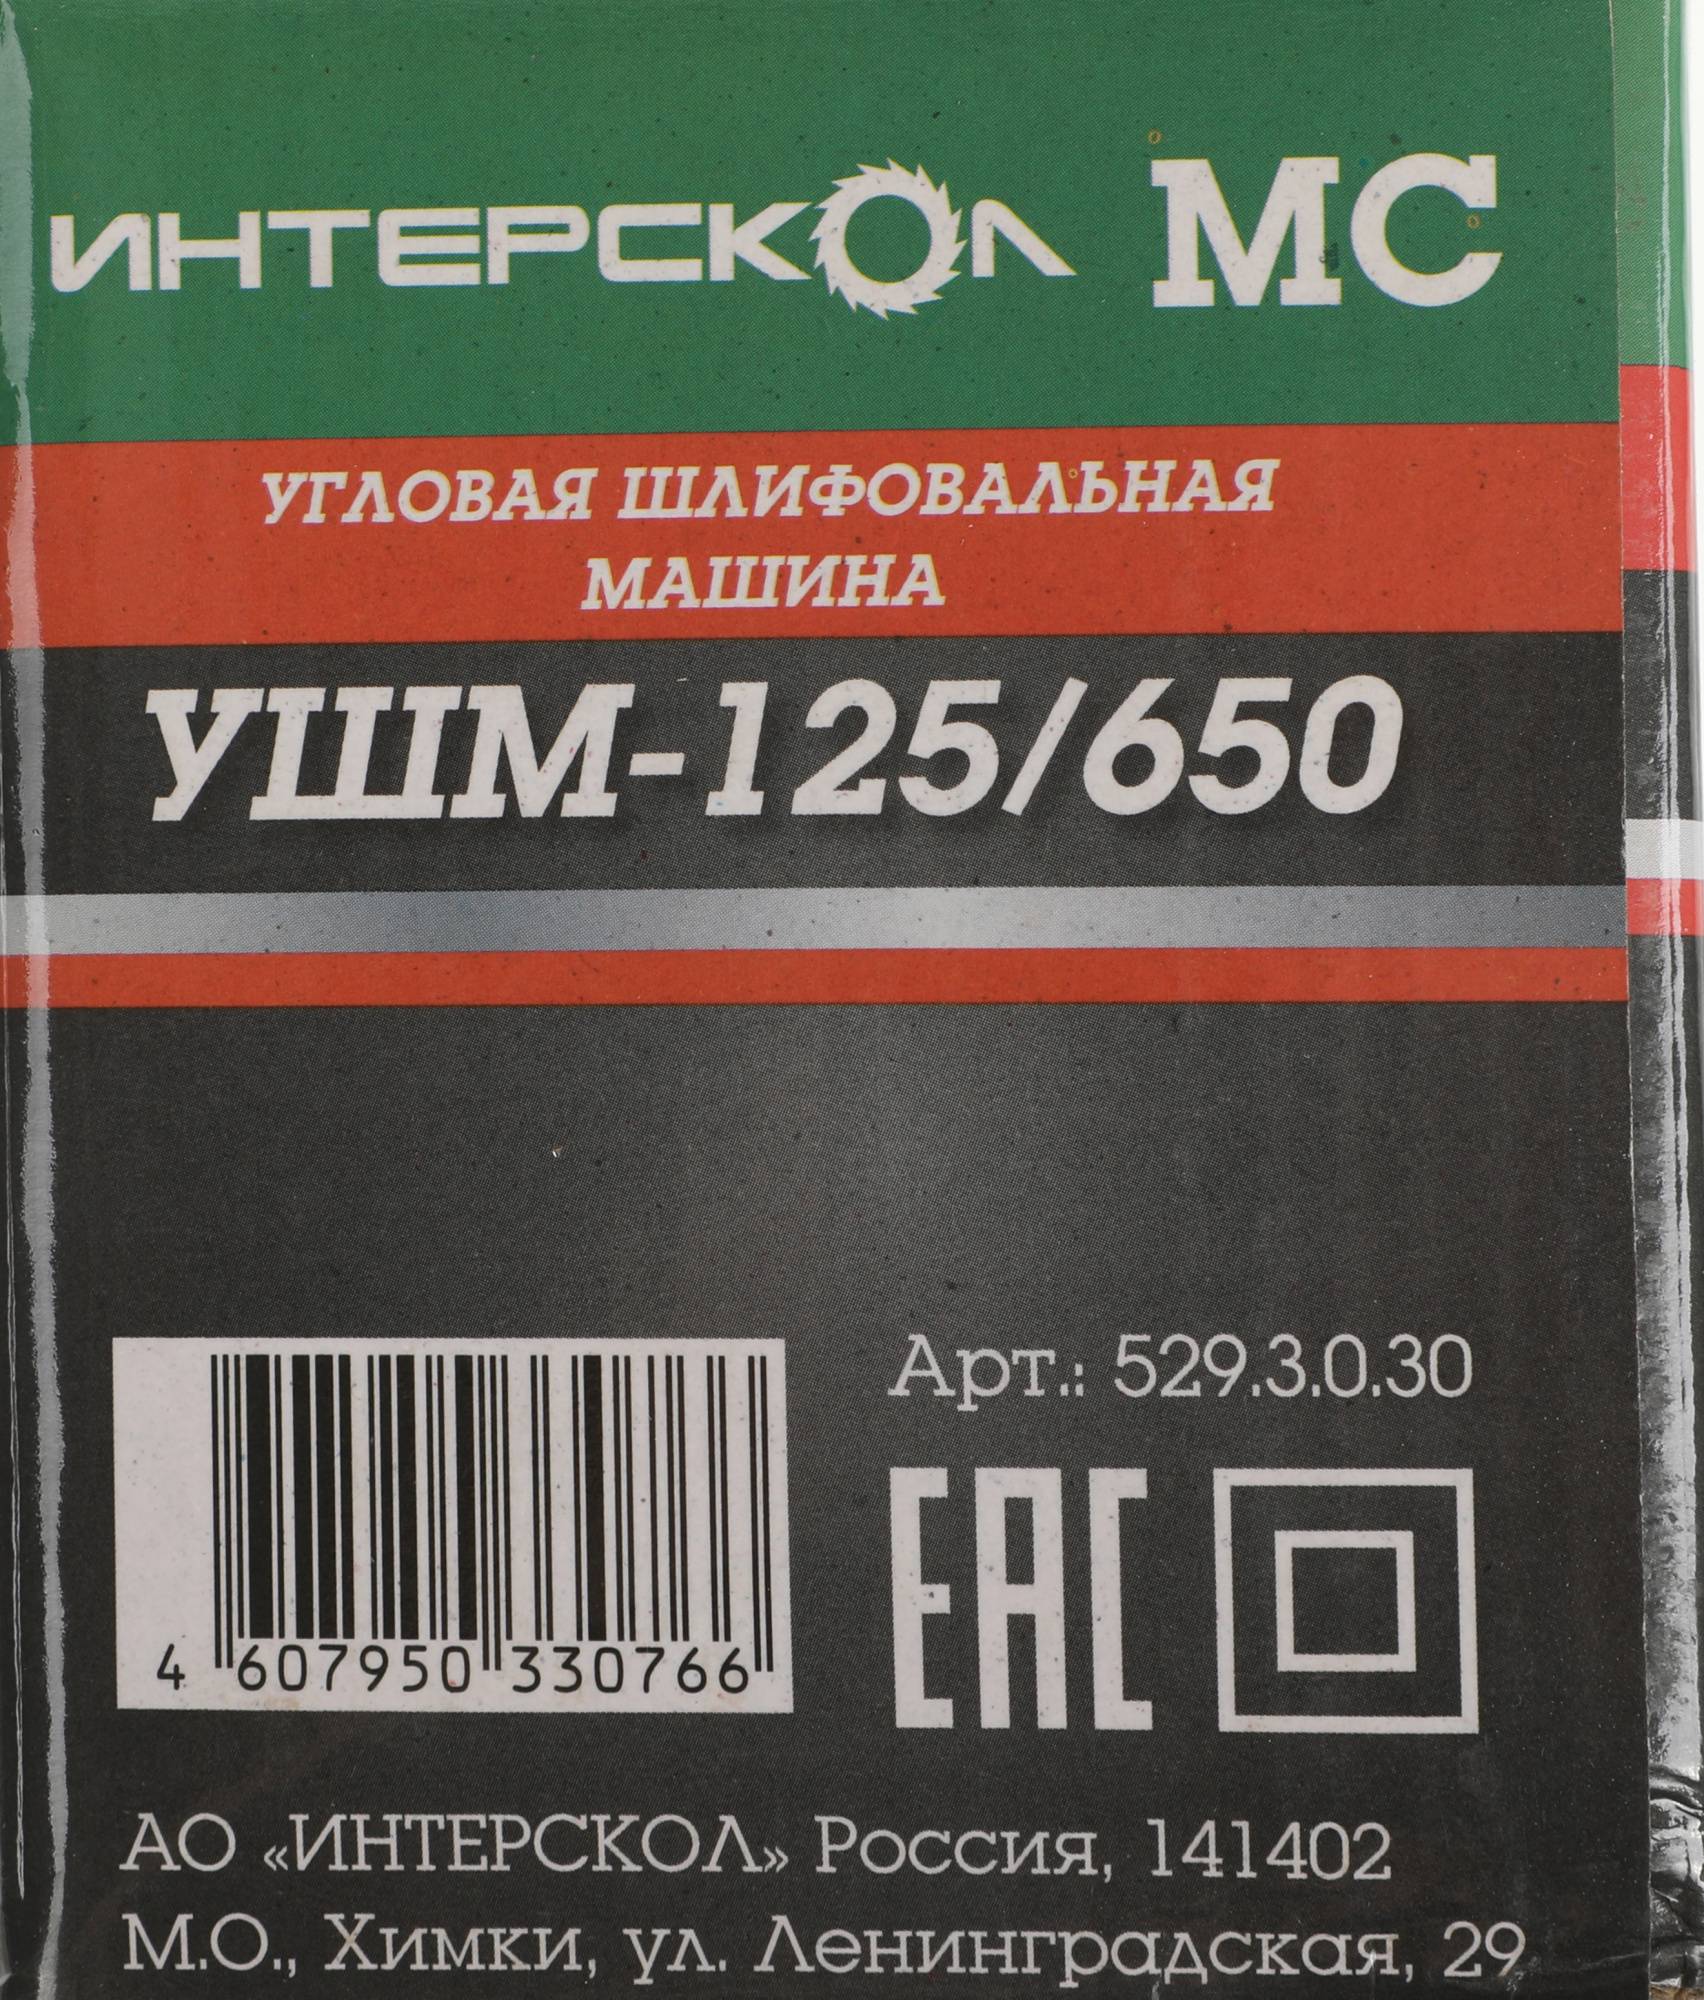 ИНТЕРСКОЛ МС
УГЛОВАЯ ШЛИФОВАЛЬНАЯ
МАШИНА
УШМ-125/650
Арт.: 529.3.0.30
EAC
4 607950 330766
АО «ИНТЕРСКОЛ» Россия, 141402
М.О., Химки, ул. Ленинградская, 29